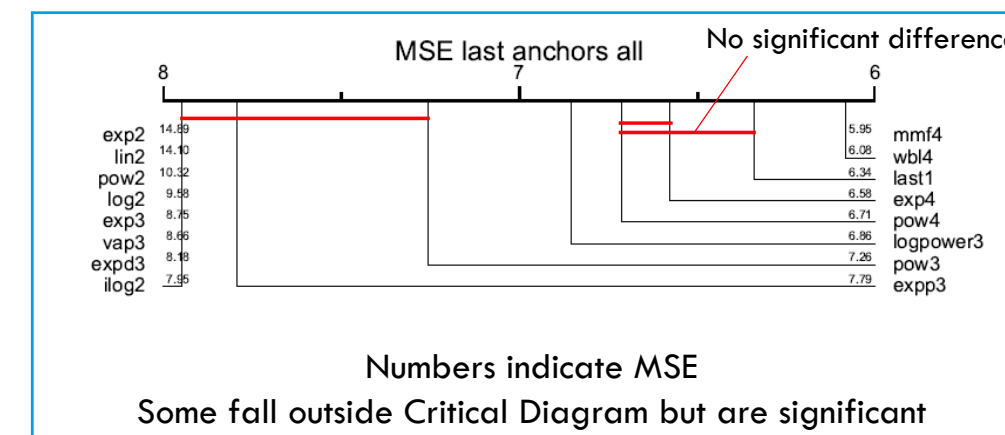 MSE last anchors all
No significant difference
8 7 6
exp2 14.89 5.95 mmf4
lin2 14.10 6.08 wbl4
pow2 10.32 6.34 last1
log2 9.58 6.58 exp4
exp3 8.75 6.71 pow4
vap3 8.66 6.86 logpower3
expd3 8.18 7.26 pow3
ilog2 7.95 7.79 expp3
Numbers indicate MSE
Some fall outside Critical Diagram but are significant